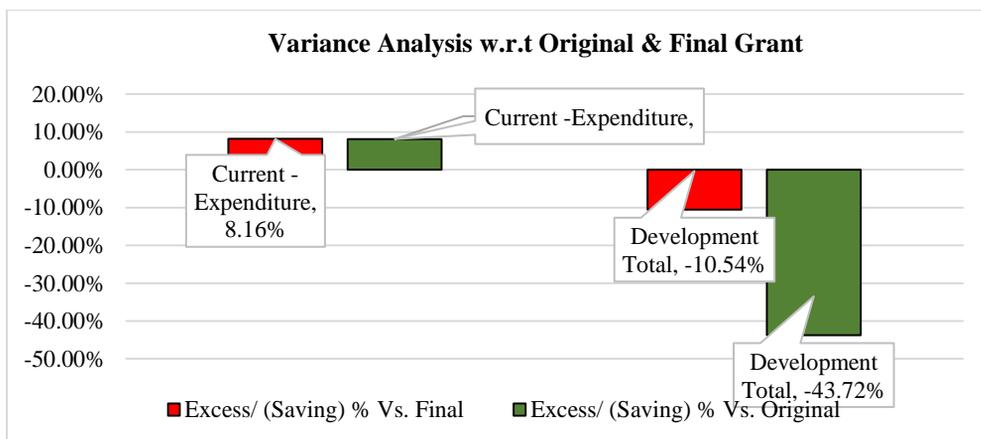 Variance Analysis w.r.t Original & Final Grant
20.00%
10.00%
0.00%
-10.00%
-20.00%
-30.00%
-40.00%
-50.00%
Current -
Expenditure,
8.16%
Current -Expenditure,
Development
Total, -10.54%
Development
Total, -43.72%
Excess/ (Saving) % Vs. Final
Excess/ (Saving) % Vs. Original